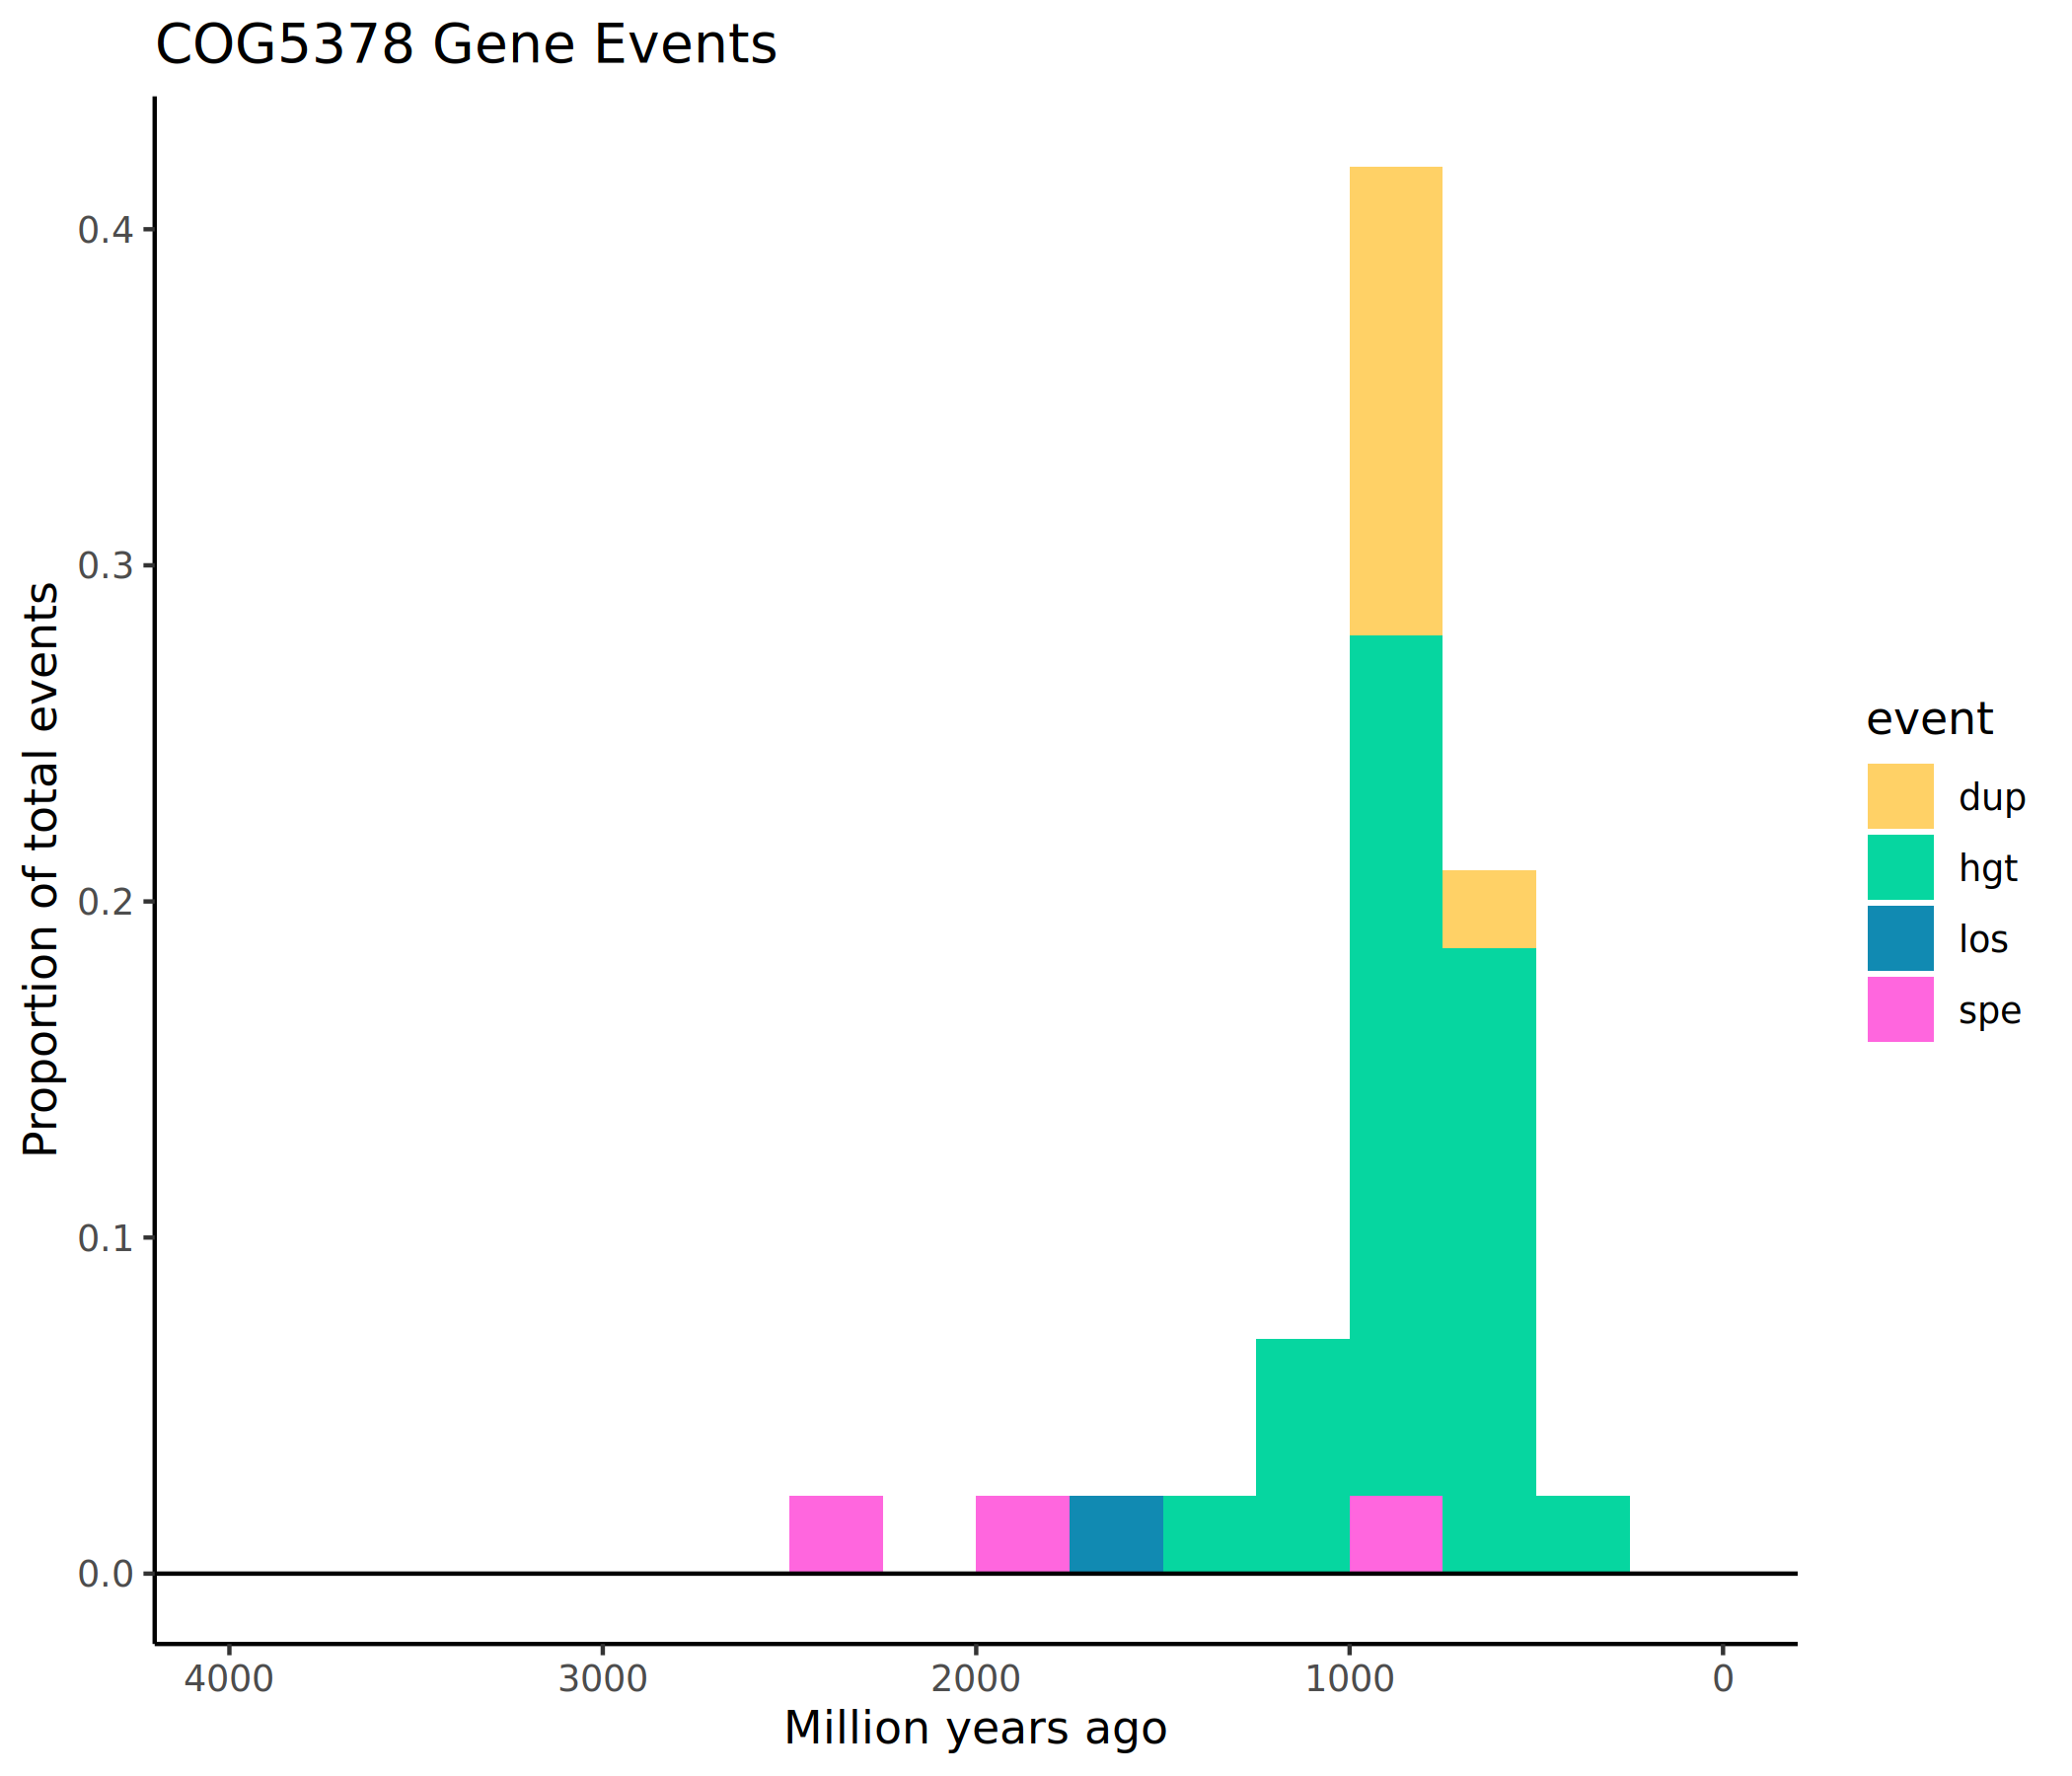 COG5378 Gene Events
Proportion of total events
0.4
0.3
0.2
0.1
0.0
4000 3000 2000 1000 0
Million years ago
event
dup
hgt
los
spe